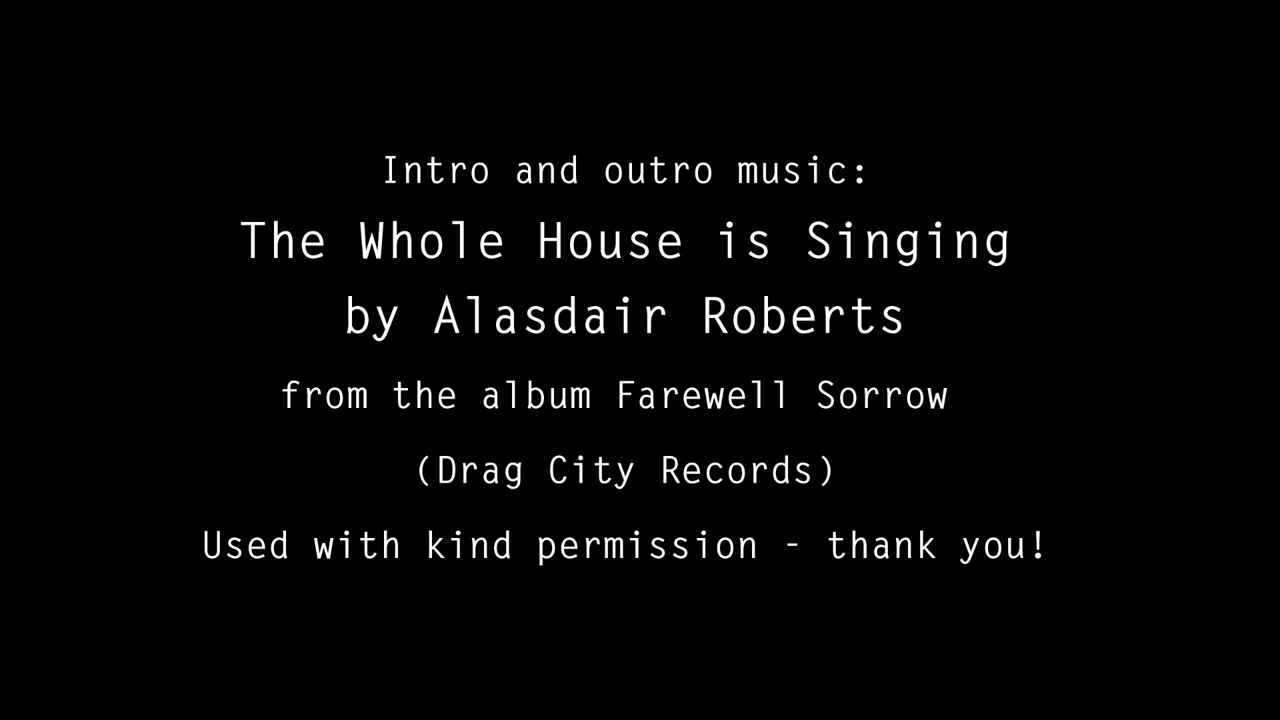 Intro and outro music:
The Whole House is Singing
by Alasdair Roberts
from the album Farewell Sorrow
(Drag City Records)
Used with kind permission - thank you!